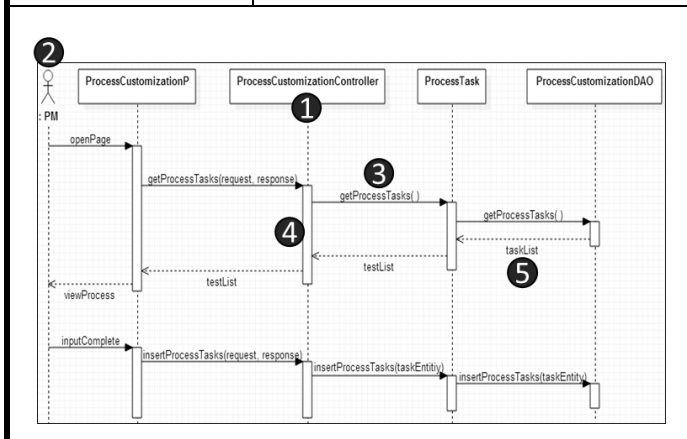 2
ProcessCustomizationP
ProcessCustomizationController
ProcessTask
ProcessCustomizationDAO
1
: PM
openPage
getProcessTasks(request, response)
3
getProcessTasks( )
getProcessTasks( )
4
taskList
testList
5
testList
viewProcess
inputComplete
insertProcessTasks(request, response)
insertProcessTasks(taskEntitiy)
insertProcessTasks(taskEntity)